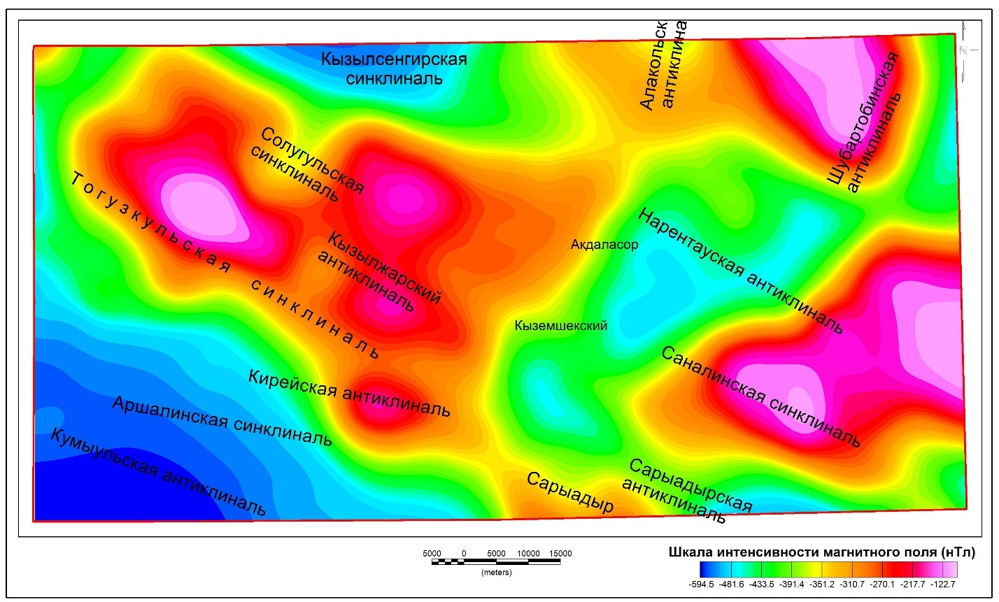 Кызылсенгирская
синклиналь
Алакольск
антиклина
Шубартобинская
антиклиналь
N
Солугульская
синклиналь
Тогузкульская синклиналь
Кызылжарский
антиклиналь
Акдаласор
Нарентауская антиклиналь
Кыземшекский
Саналинская синклиналь
Кирейская антиклиналь
Аршалинская синклиналь
Кумыульская антиклиналь
Сарыадыр
Сарыадырская
антиклиналь
5000 0 5000 10000 15000
(meters)
Шкала интенсивности магнитного поля (нТл)
-594.5 -481.6 -433.5 -391.4 -351.2 -310.7 -270.1 -217.7 -122.7